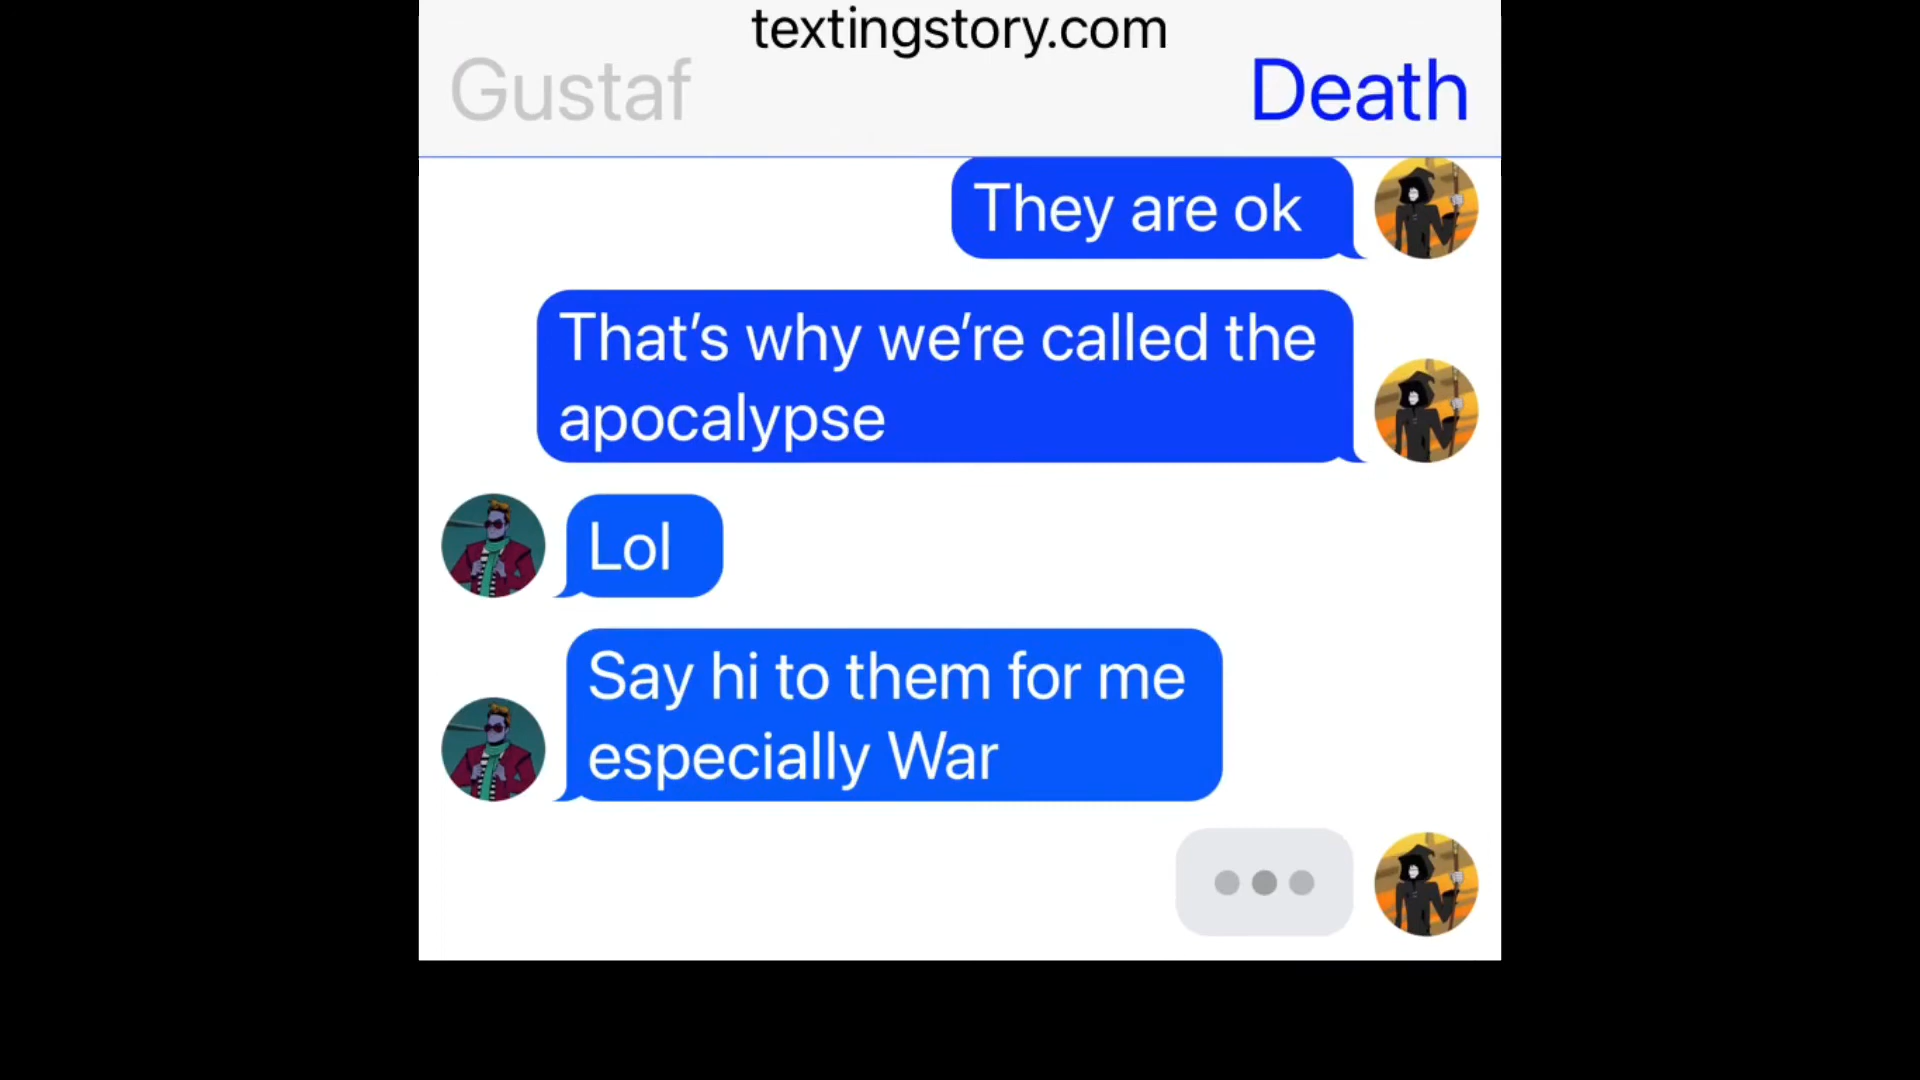 textingstory.com
Gustaf
Death
They are ok
That’s why we’re called the
apocalypse
Lol
Say hi to them for me
especially War